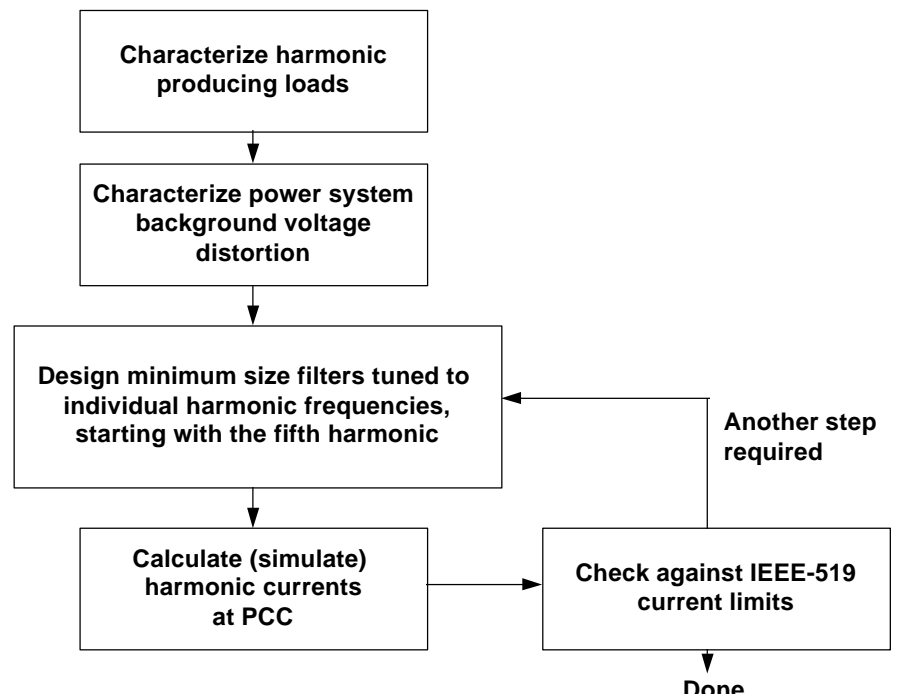 Characterize harmonic
producing loads
Characterize power system
background voltage
distortion
Design minimum size filters tuned to
individual harmonic frequencies,
starting with the fifth harmonic
Another step
required
Calculate (simulate)
harmonic currents
at PCC
Check against IEEE-519
current limits
Done